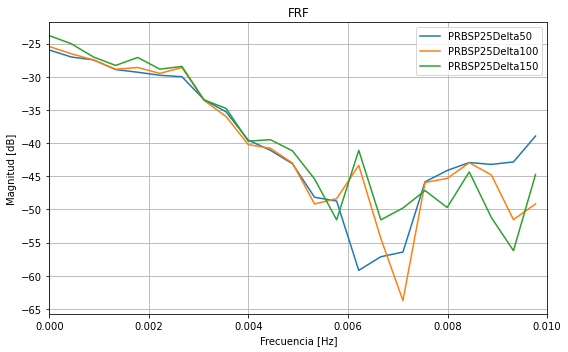 FRF
PRBSP25Delta50
PRBSP25Delta100
PRBSP25Delta150
Magnitud [dB]
−25
−30
−35
−40
−45
−50
−55
−60
−65
0.000
0.002
0.004
0.006
0.008
0.010
Frecuencia [Hz]